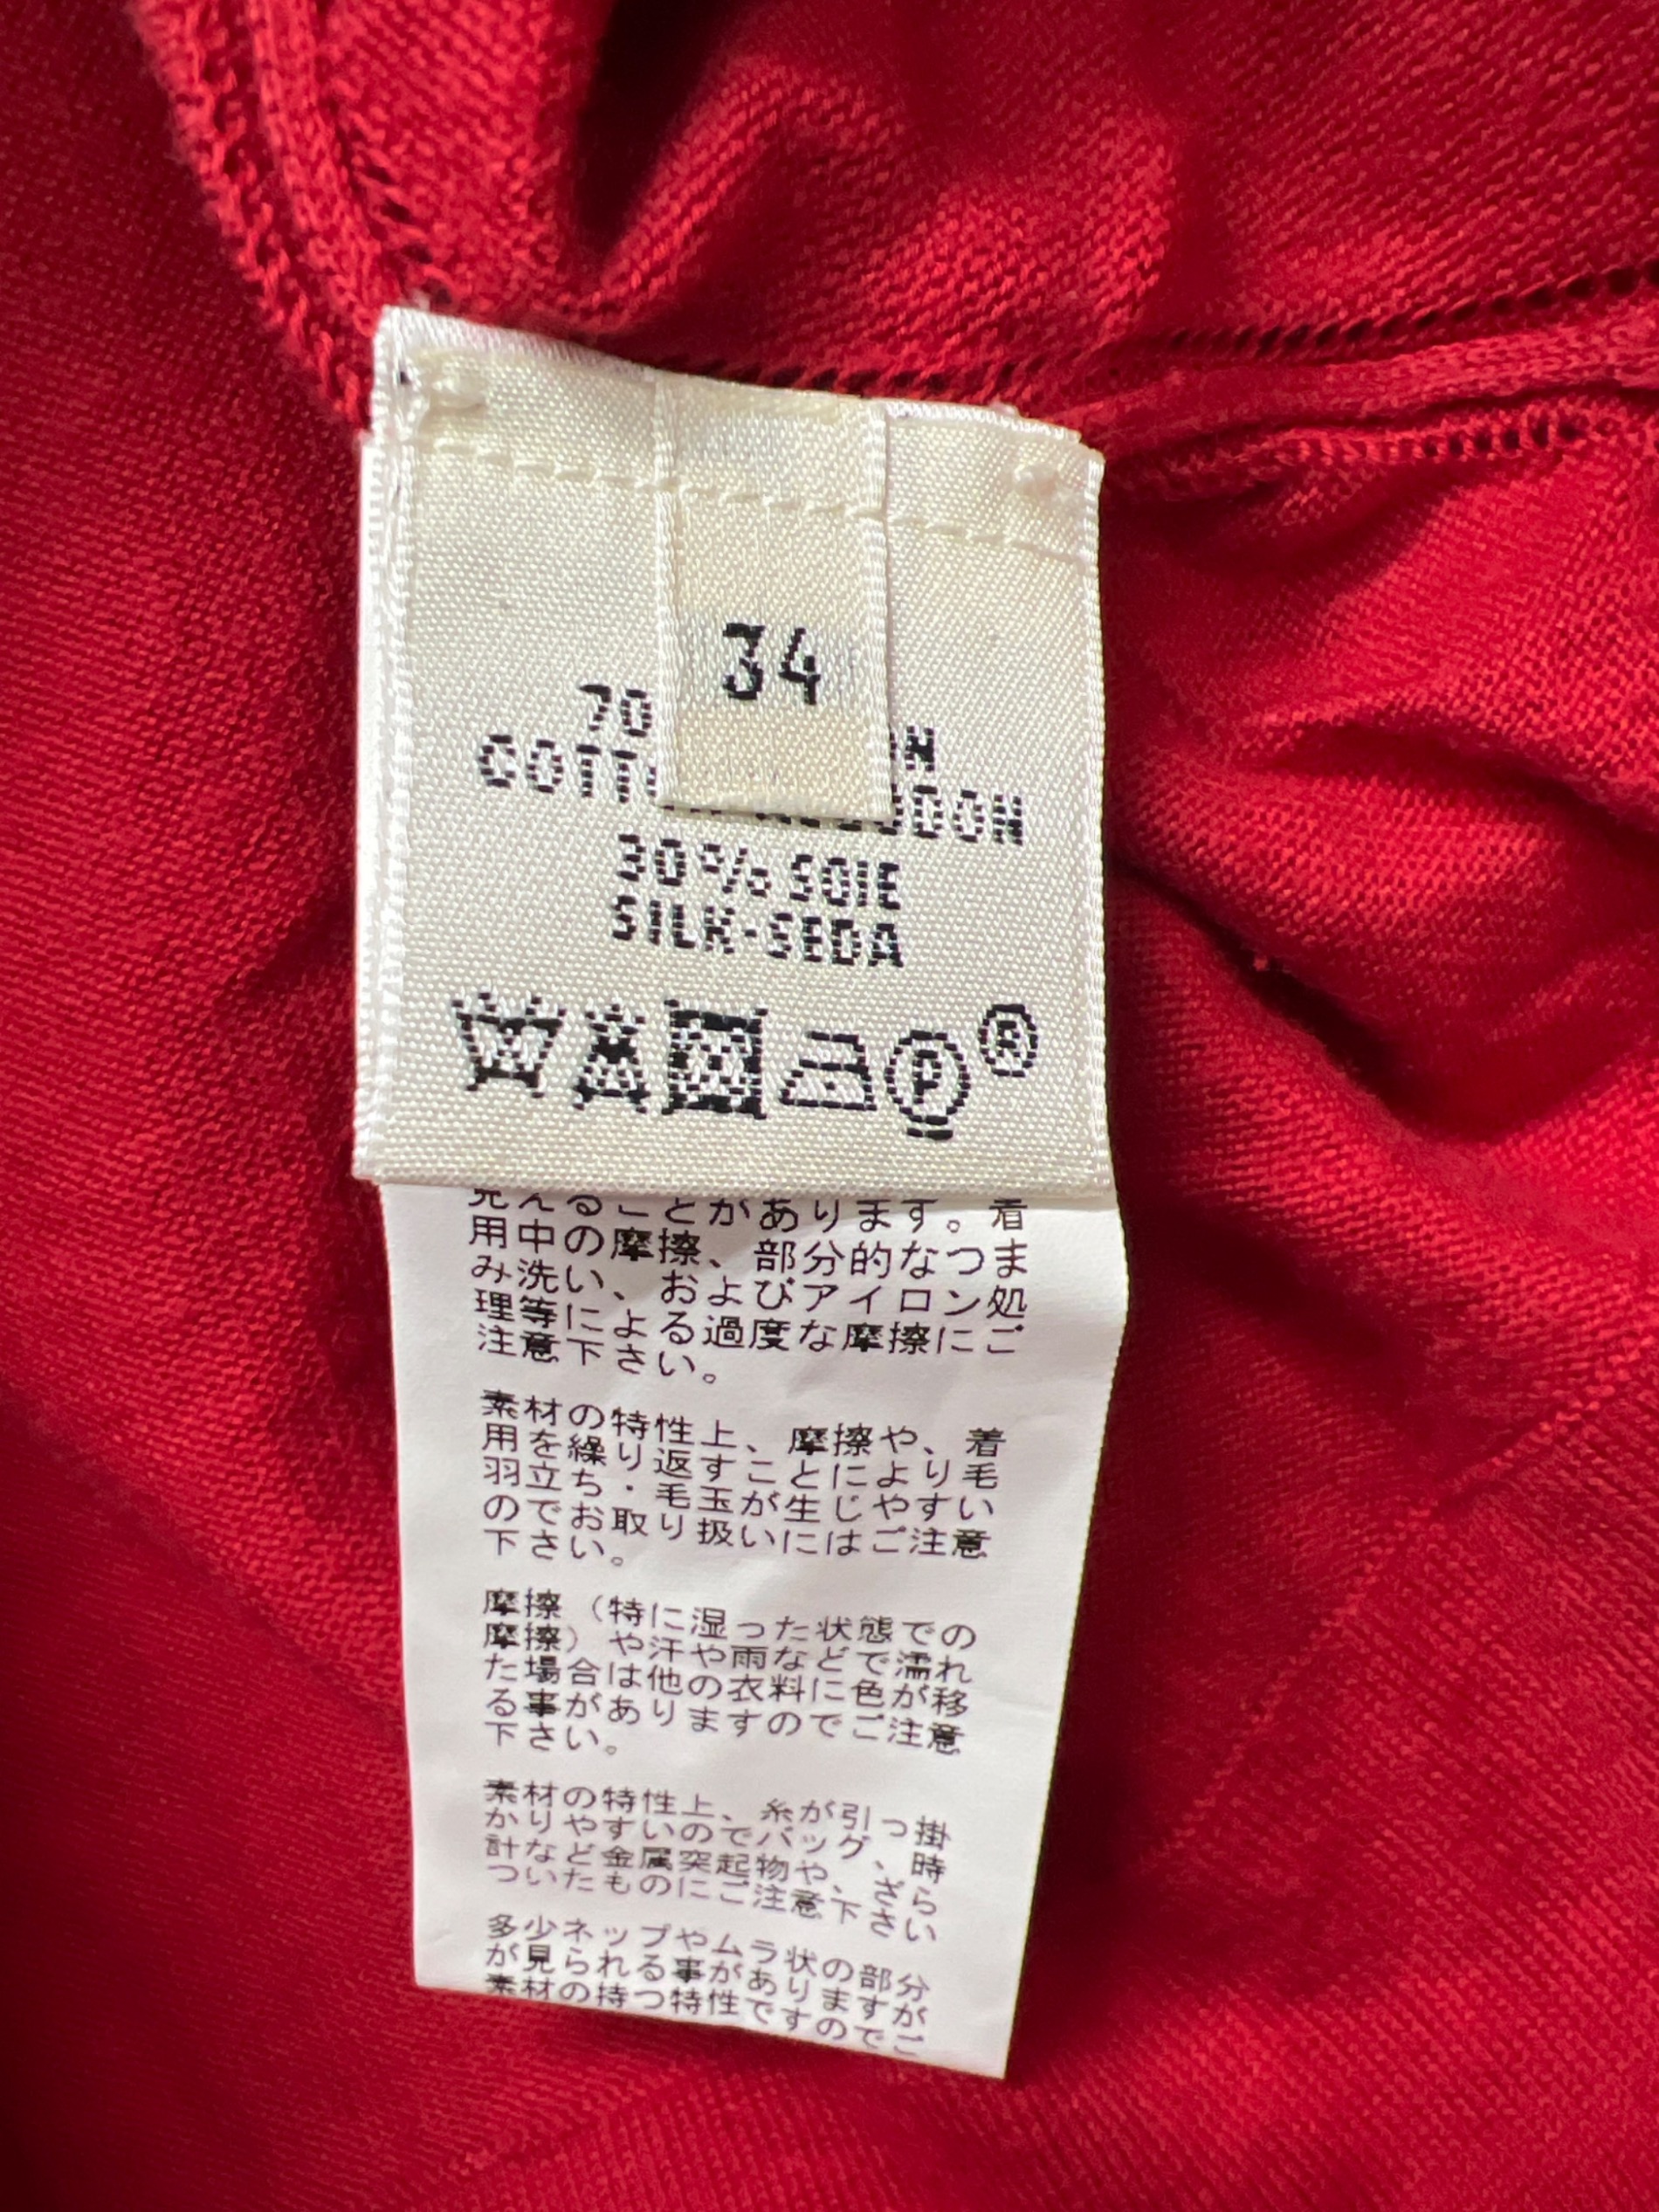 34
70
COTT
ON
ODON
30% SOIE
SILK-SEDA
P
®
見えることがあります。着
用中の摩擦、部分的なつま
み洗い、およびアイロン処
理等による過度な摩擦にご
注意下さい。
素材の特性上、摩擦や、着
用を繰り返すことにより毛
羽立ち・毛玉が生じやすい
のでお取り扱いにはご注意
下さい。
摩擦（特に湿った状態での
摩擦）や汗や雨などで濡れ
た場合は他の衣料に色が移
る事がありますのでご注意
下さい。
素材の特性上、糸が引っ掛
かりやすいのでバッグ、時
計など金属突起物や、ざら
ついたものにご注意下さい
多少ネップやムラ状の部分
が見られる事がありますが
素材の持つ特性ですのでご